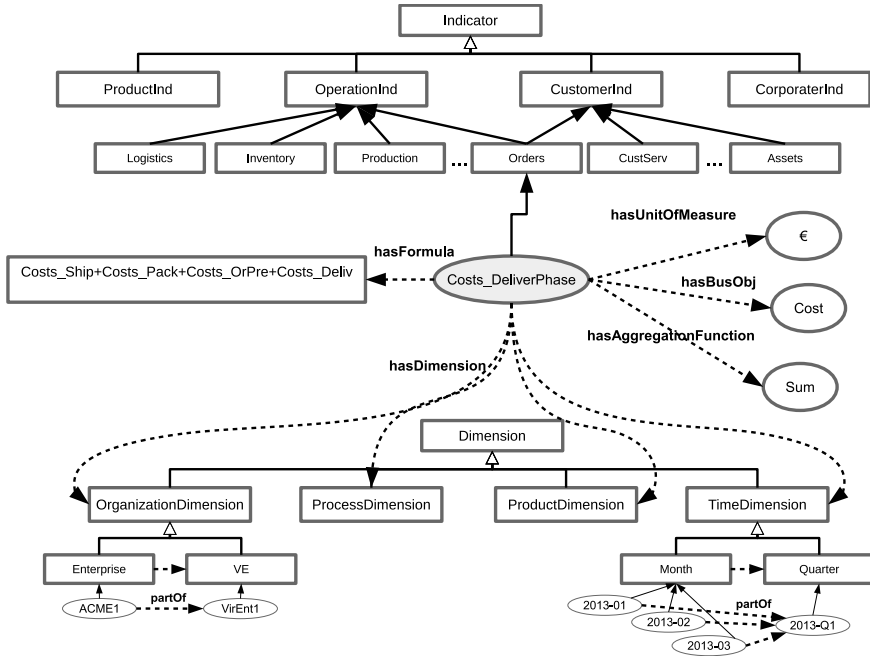 Indicator
ProductInd
OperationInd
CustomerInd
CorporaterInd
Logistics
Inventory
Production
...
Orders
CustServ
...
Assets
hasUnitOfMeasure
€
hasFormula
Costs_Ship+Costs_Pack+Costs_OrPre+Costs_Deliv
Costs_DeliverPhase
hasBusObj
Cost
hasAggregationFunction
hasDimension
Sum
Dimension
OrganizationDimension
ProcessDimension
ProductDimension
TimeDimension
Enterprise
VE
Month
Quarter
ACME1
partOf
VirEnt1
2013-01
partOf
2013-02
2013-Q1
2013-03